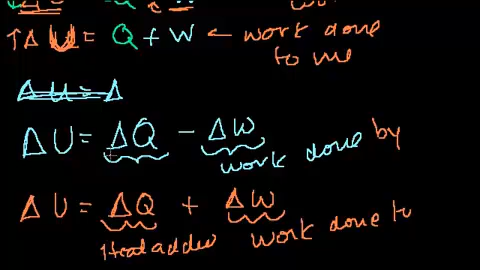 ΔU = Q + W ← work done
to me
ΔU = Δ
ΔU = ΔQ - ΔW
work done by
ΔU = ΔQ + ΔW
Heat added work done to